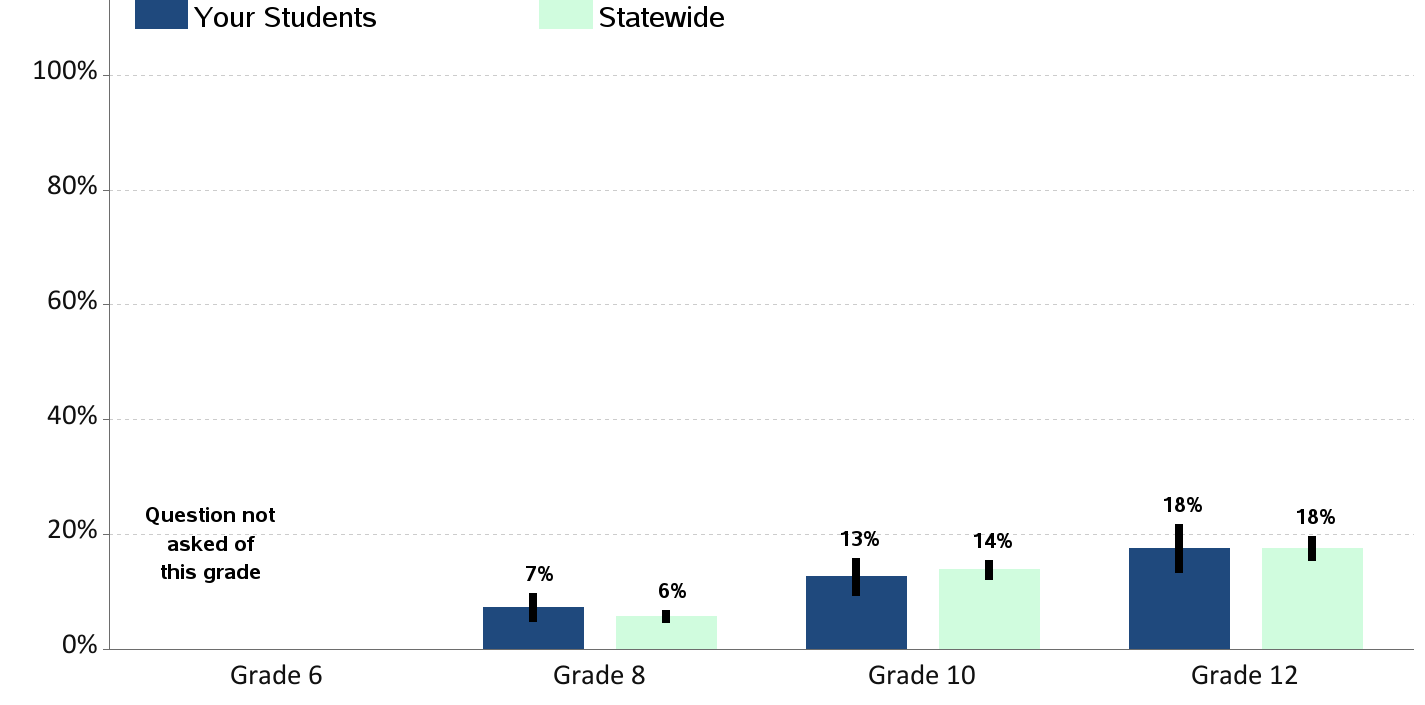 Your Students
Statewide
100%
80%
60%
40%
20%
0%
Question not
asked of
this grade
7%
6%
13%
14%
18%
18%
Grade 6
Grade 8
Grade 10
Grade 12